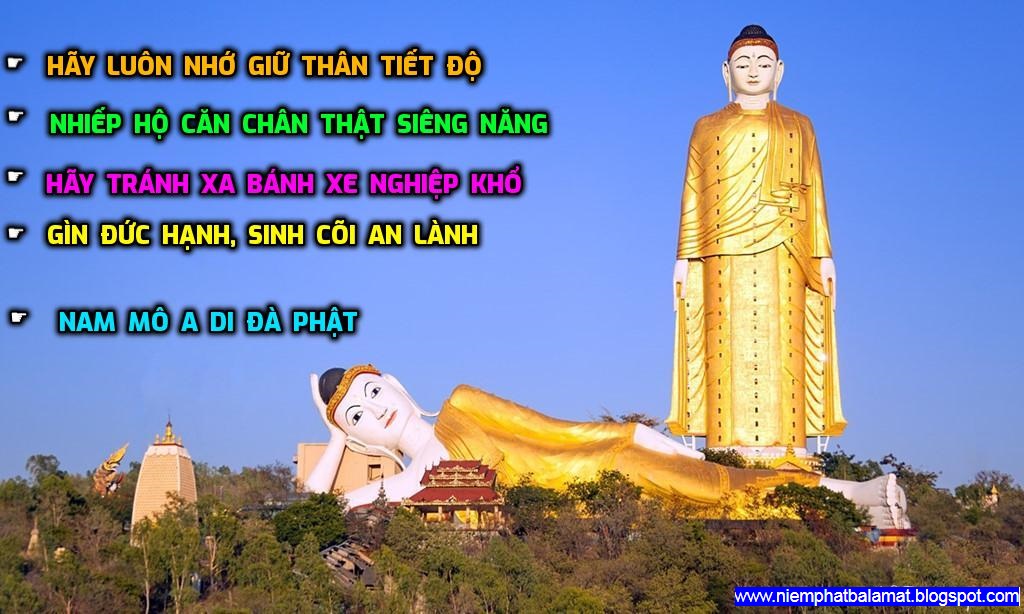 ☛ HÃY LUÔN NHỚ GIỮ THÂN TIẾT ĐỘ
☛ NHIẾP HỘ CĂN CHÂN THẬT SIÊNG NĂNG
☛ HÃY TRÁNH XA BÁNH XE NGHIỆP KHỔ
☛ GÌN ĐỨC HẠNH, SINH CÕI AN LÀNH
☛ NAM MÔ A DI ĐÀ PHẬT
www.niemphatbalamat.blogspot.com